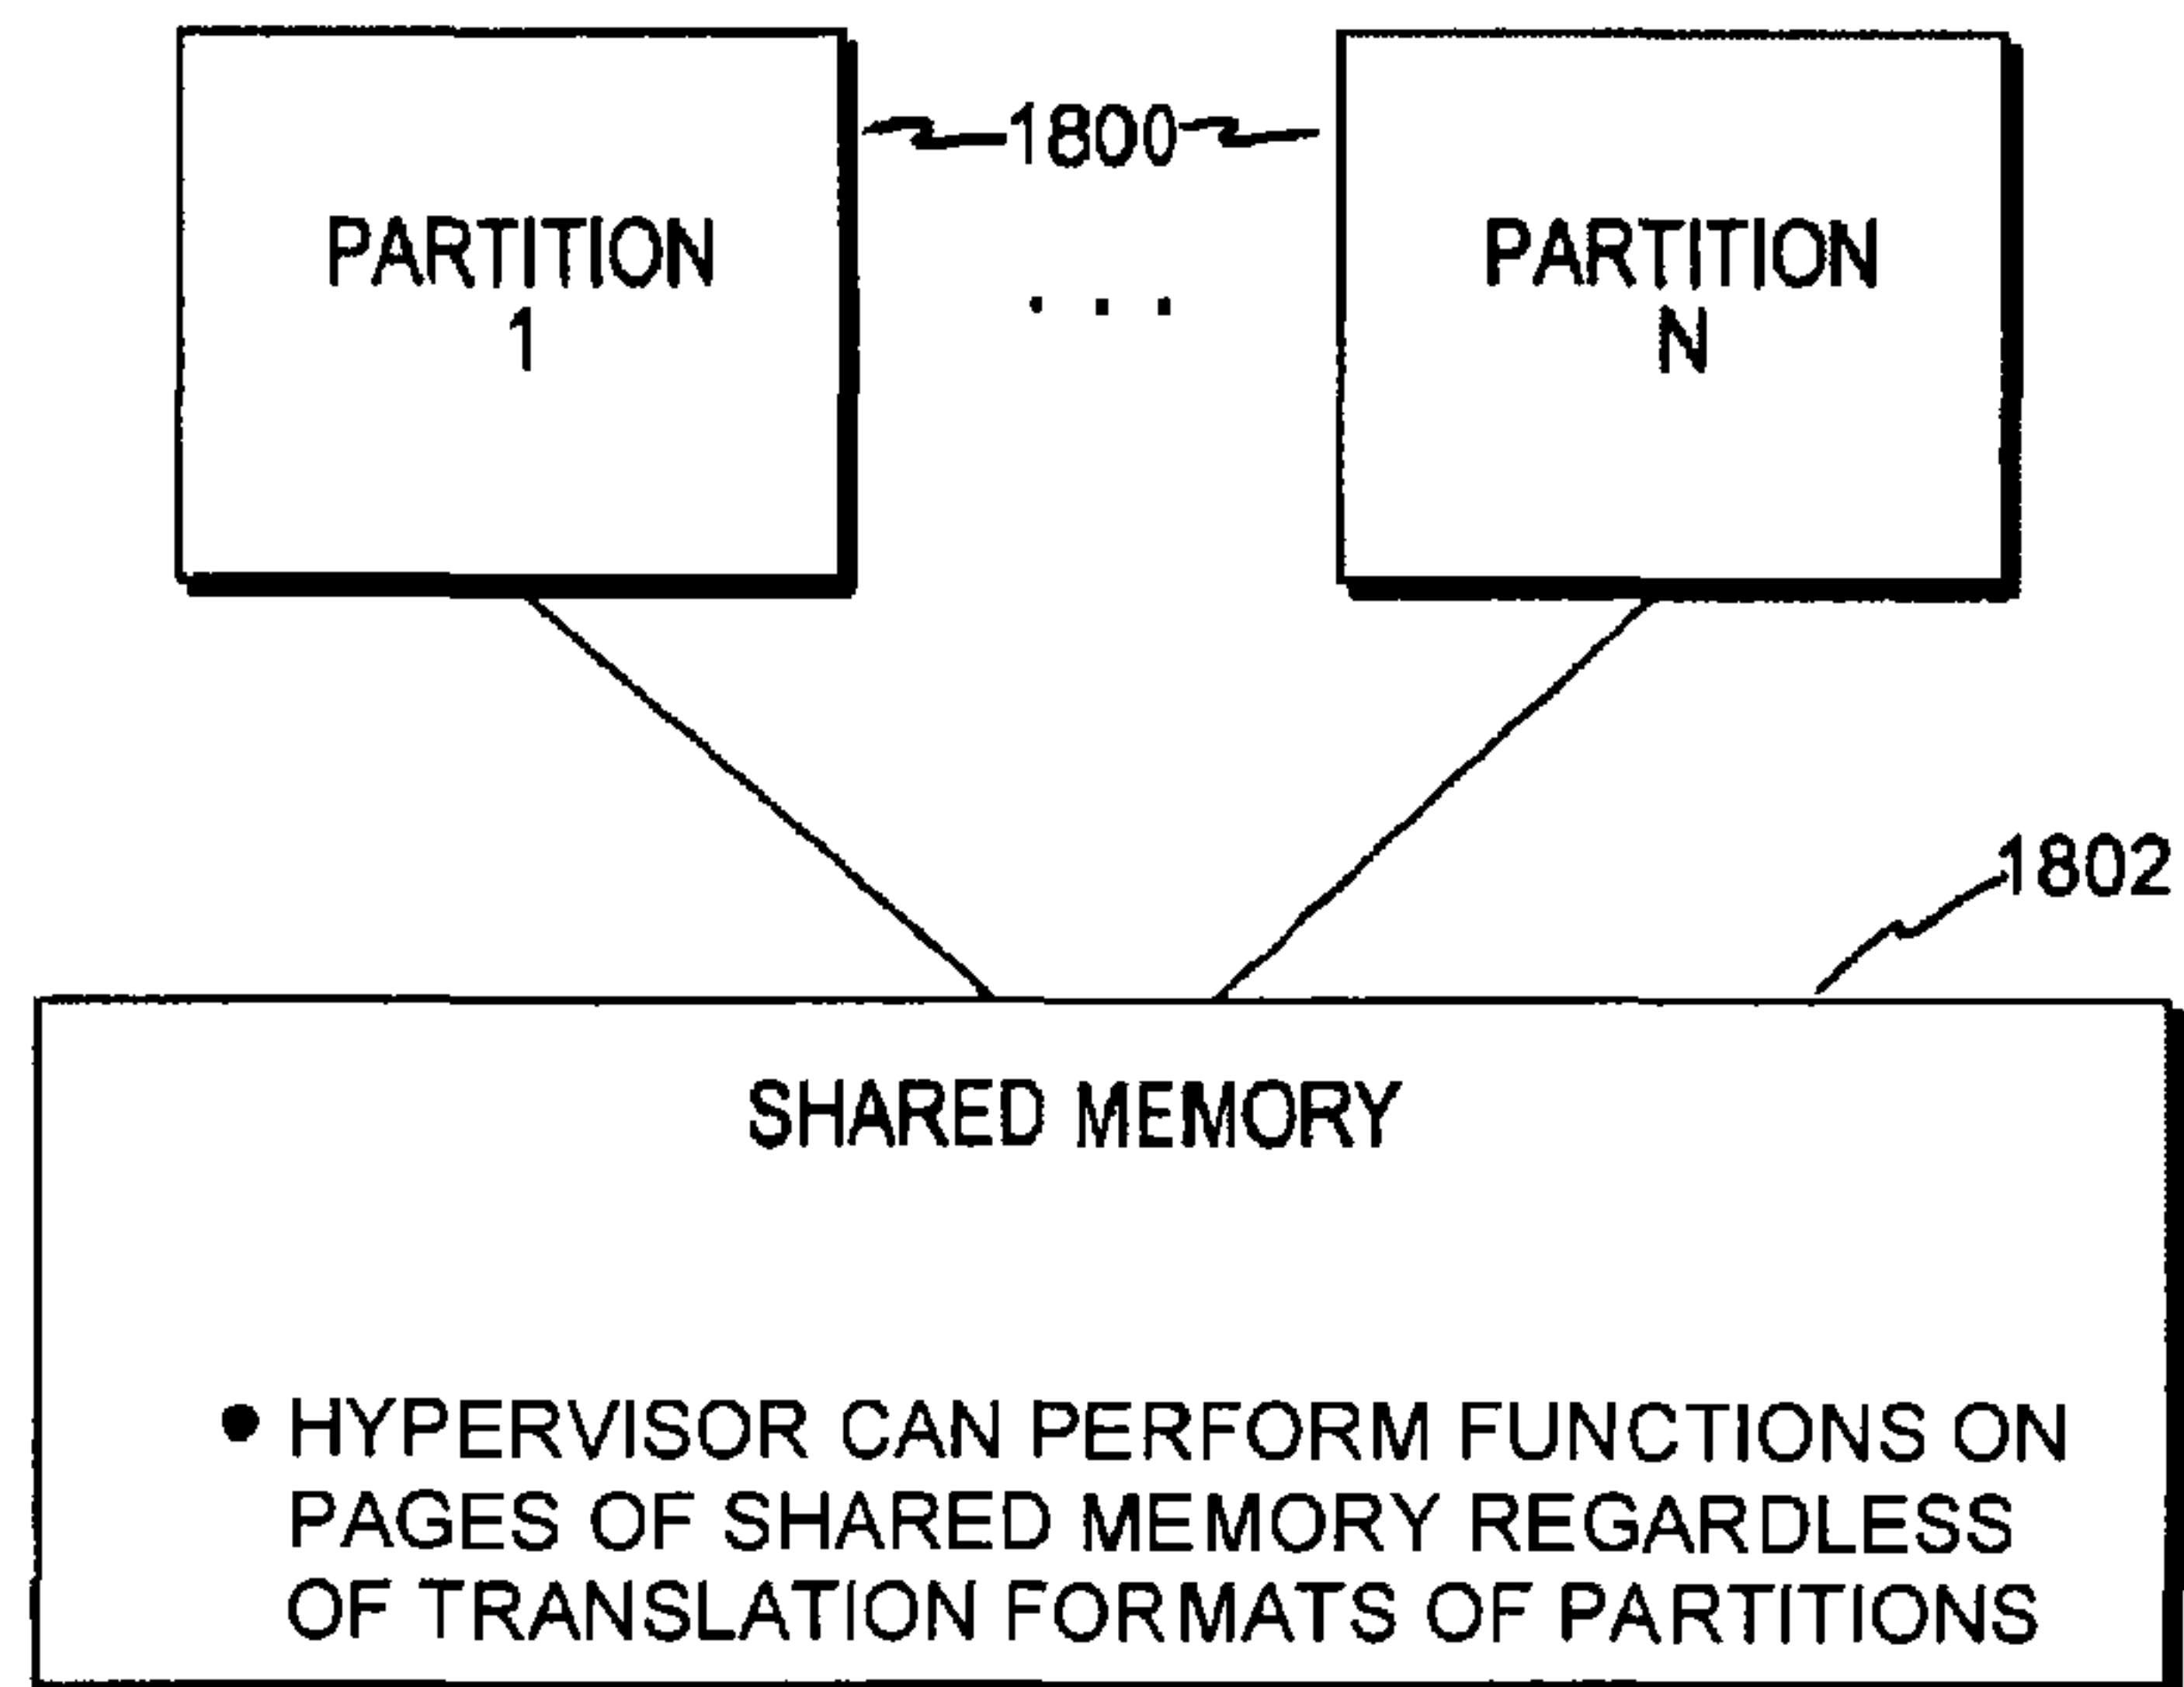 1800
PARTITION
1
. . .
PARTITION
N
1802
SHARED MEMORY
• HYPERVISOR CAN PERFORM FUNCTIONS ON
PAGES OF SHARED MEMORY REGARDLESS
OF TRANSLATION FORMATS OF PARTITIONS